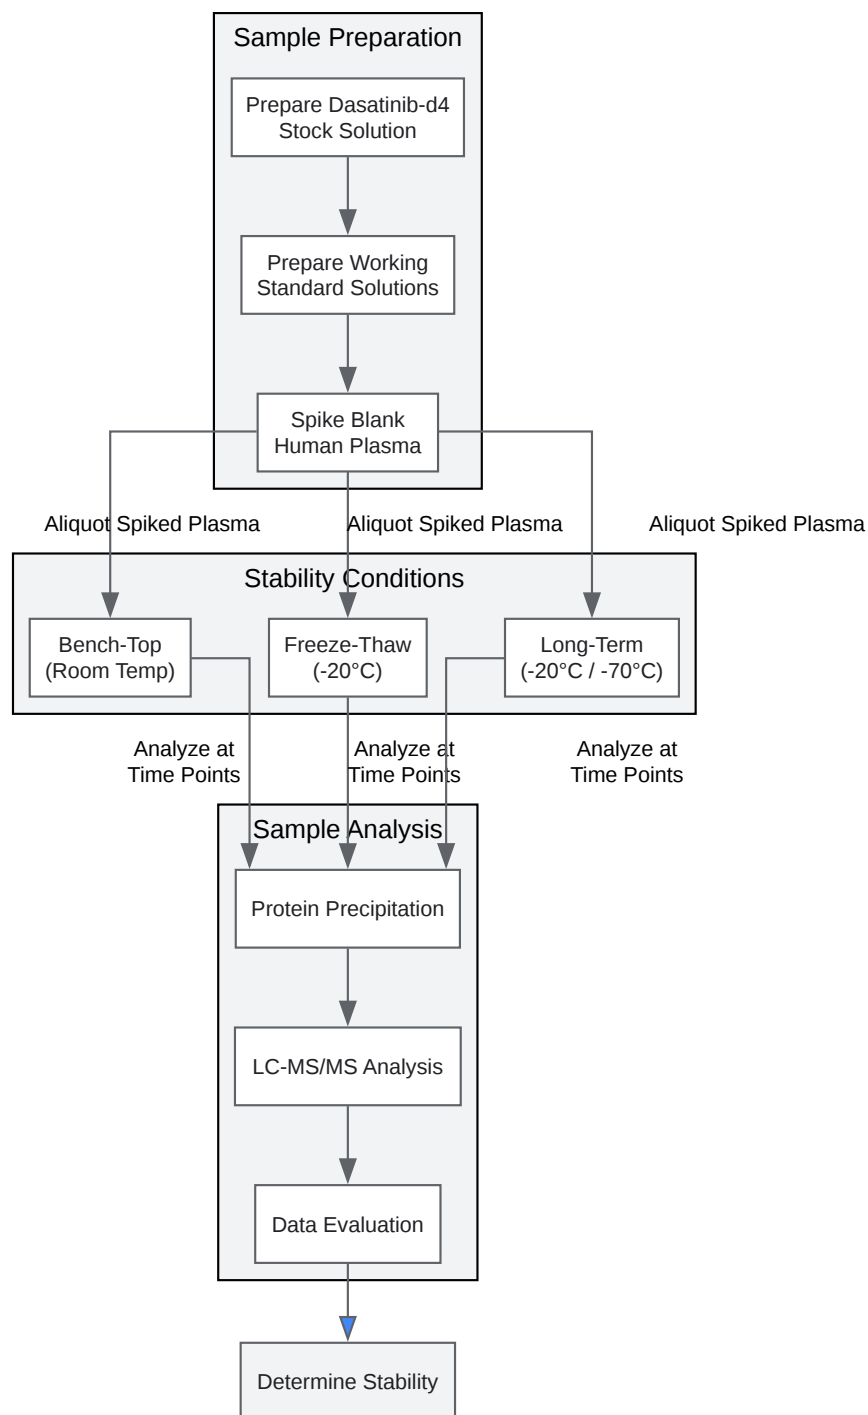 Sample Preparation
Prepare Dasatinib-d4
Stock Solution
Prepare Working
Standard Solutions
Spike Blank
Human Plasma
Aliquot Spiked Plasma
Aliquot Spiked Plasma
Aliquot Spiked Plasma
Stability Conditions
Bench-Top
(Room Temp)
Freeze-Thaw
(-20°C)
Long-Term
(-20°C / -70°C)
Analyze at
Time Points
Analyze at
Time Points
Analyze at
Time Points
Sample Analysis
Protein Precipitation
LC-MS/MS Analysis
Data Evaluation
Determine Stability